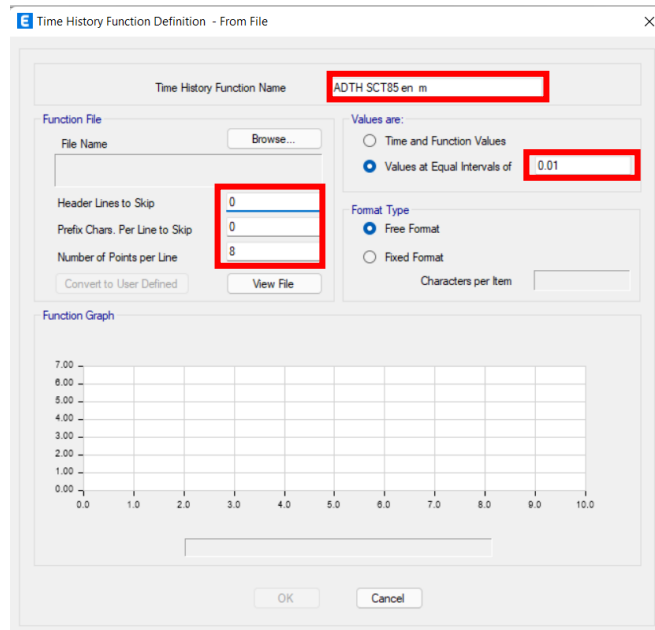 E Time History Function Definition - From File
Time History Function Name ADTH SCT85 en m
Function File
File Name Browse...
Header Lines to Skip 0
Prefix Chars. Per Line to Skip 0
Number of Points per Line 8
Convert to User Defined View File
Values are:
Time and Function Values
Values at Equal Intervals of 0.01
Format Type
Free Format
Fixed Format
Characters per Item
Function Graph
7.00
6.00
5.00
4.00
3.00
2.00
1.00
0.00
0.0 1.0 2.0 3.0 4.0 5.0 6.0 7.0 8.0 9.0 10.0
OK Cancel